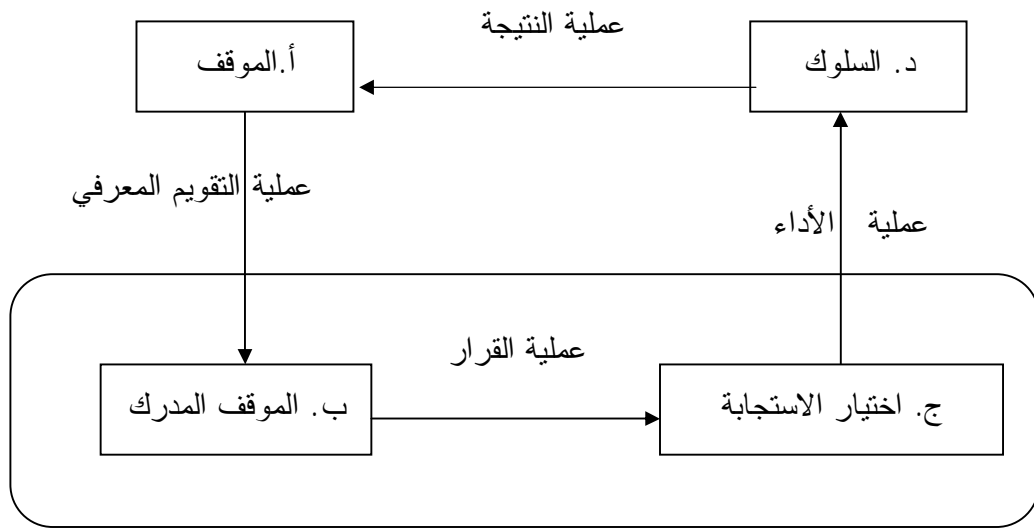 عملية النتيجة
أ.الموقف
د. السلوك
عملية التقويم المعرفي
عملية الأداء
عملية القرار
ب. الموقف المدرك
ج. اختيار الاستجابة